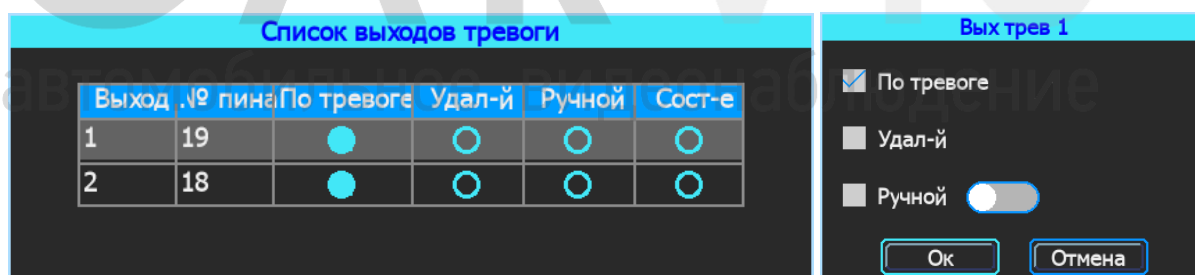 Список выходов тревоги
Выход .№ пина По тревоге Удал-й Ручной Сост-е
1 19
2 18
Вых трев 1
По тревоге
Удал-й
Ручной
Ок Отмена
автомобильное видеонаблюдение